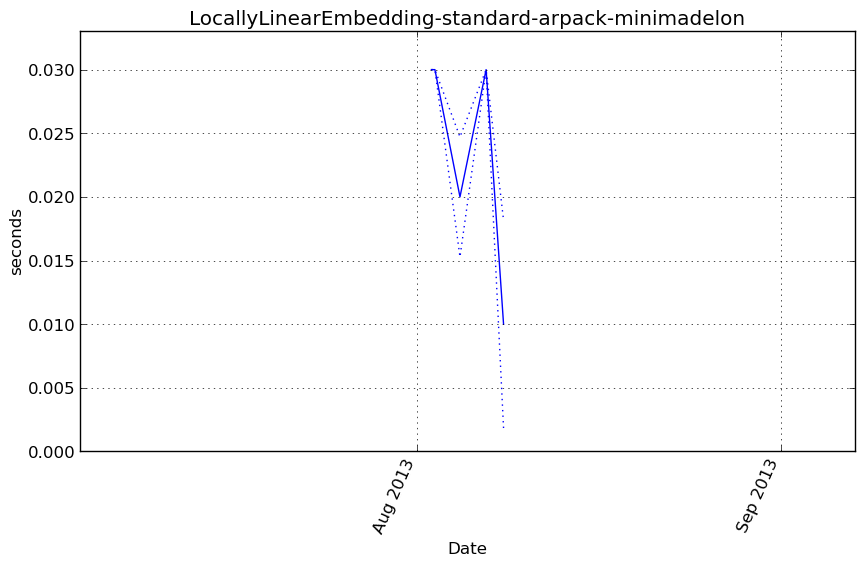 LocallyLinearEmbedding-standard-arpack-minimadelon
0.030
0.025
0.020
0.015
0.010
0.005
0.000
seconds
Aug 2013
Sep 2013
Date